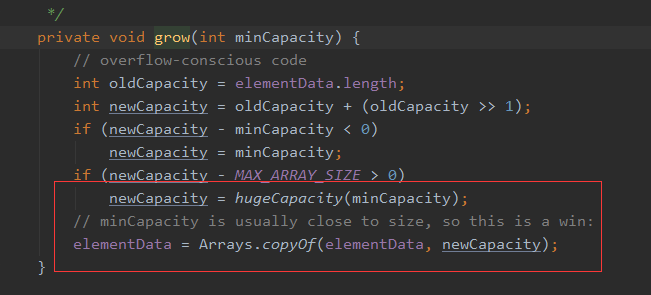 */
private void grow(int minCapacity) {
// overflow-conscious code
int oldCapacity = elementData.length;
int newCapacity = oldCapacity + (oldCapacity >> 1);
if (newCapacity - minCapacity < 0)
newCapacity = minCapacity;
if (newCapacity - MAX_ARRAY_SIZE > 0)
newCapacity = hugeCapacity(minCapacity);
// minCapacity is usually close to size, so this is a win:
elementData = Arrays.copyOf(elementData, newCapacity);
}